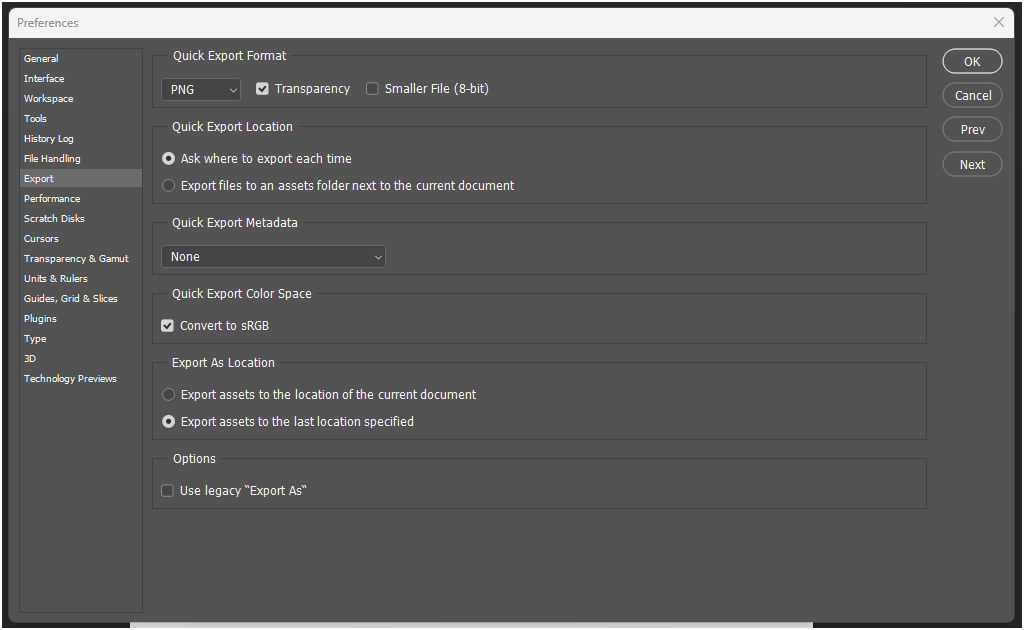 Preferences
General
Interface
Workspace
Tools
History Log
File Handling
Export
Performance
Scratch Disks
Cursors
Transparency & Gamut
Units & Rulers
Guides, Grid & Slices
Plugins
Type
3D
Technology Previews
Quick Export Format
PNG Transparency Smaller File (8-bit)
Quick Export Location
Ask where to export each time
Export files to an assets folder next to the current document
Quick Export Metadata
None
Quick Export Color Space
Convert to sRGB
Export As Location
Export assets to the location of the current document
Export assets to the last location specified
Options
Use legacy “Export As“
OK
Cancel
Prev
Next